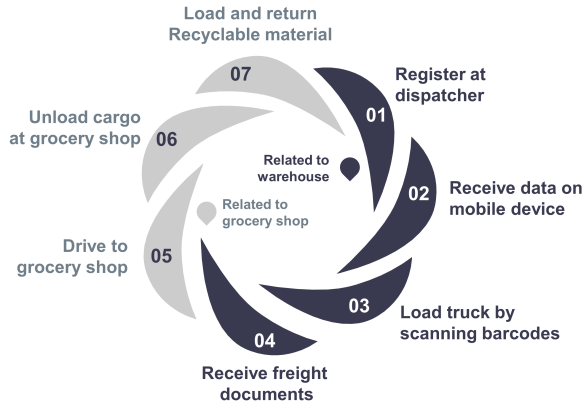 Load and return
Recyclable material
07
01
Register at
dispatcher
02
Receive data on
mobile device
03
Load truck by
scanning barcodes
04
Receive freight
documents
05
Drive to
grocery shop
06
Unload cargo
at grocery shop
Related to
warehouse
Related to
grocery shop